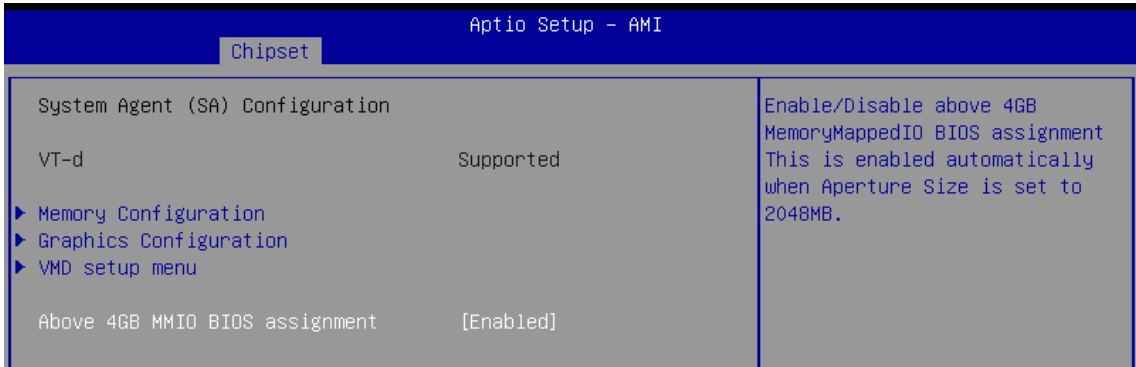 Aptio Setup – AMI
Chipset
System Agent (SA) Configuration
VT-d Supported
Memory Configuration
Graphics Configuration
VMD setup menu
Above 4GB MMIO BIOS assignment [Enabled]
Enable/Disable above 4GB
MemoryMappedIO BIOS assignment
This is enabled automatically
when Aperture Size is set to
2048MB.